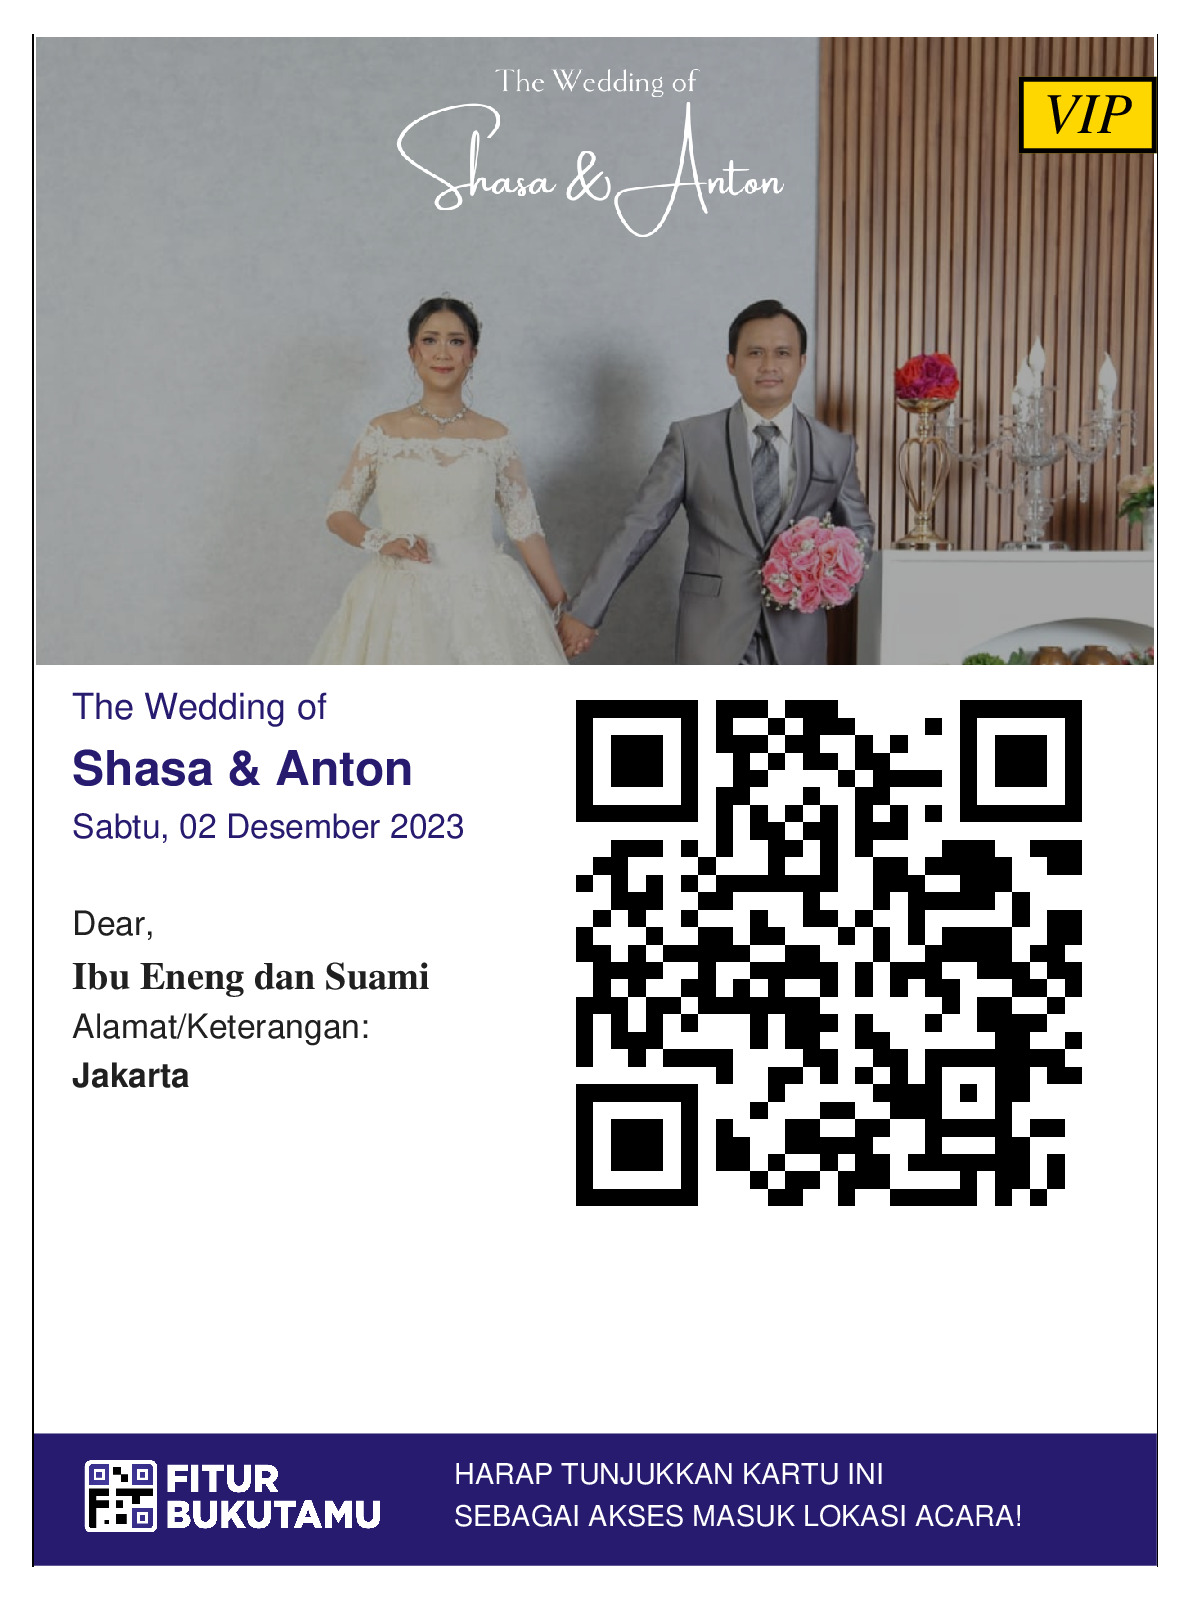 The Wedding of
Shasa & Anton
VIP
The Wedding of
Shasa & Anton
Sabtu, 02 Desember 2023
Dear,
Ibu Eneng dan Suami
Alamat/Keterangan:
Jakarta
FITUR
BUKUTAMU
HARAP TUNJUKKAN KARTU INI
SEBAGAI AKSES MASUK LOKASI ACARA!